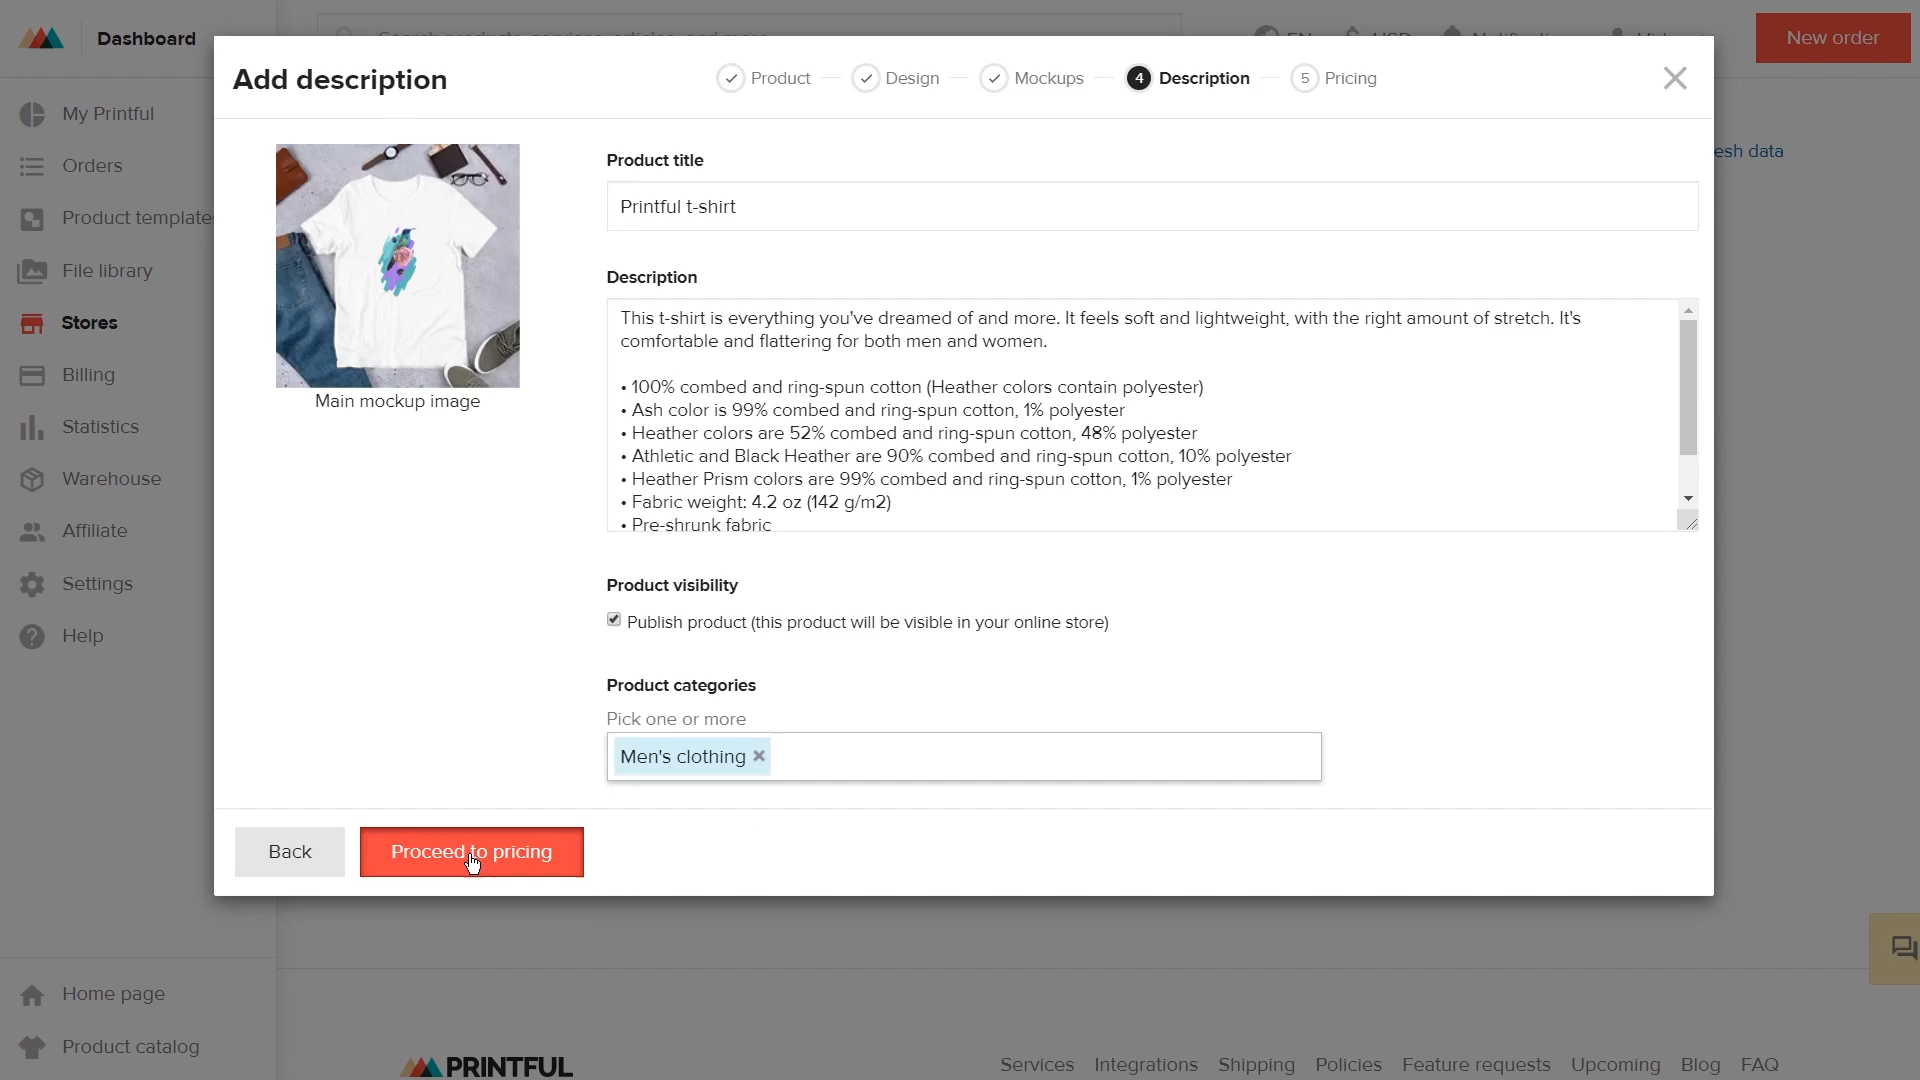 Dashboard
New order
Add description
Product
Design
Mockups
4 Description
5 Pricing
My Printful
Orders
Product template
File library
Stores
Billing
Statistics
Warehouse
Affiliate
Settings
Help
Home page
Product catalog
esh data
Main mockup image
Product title
Printful t-shirt
Description
This t-shirt is everything you've dreamed of and more. It feels soft and lightweight, with the right amount of stretch. It's
comfortable and flattering for both men and women.
• 100% combed and ring-spun cotton (Heather colors contain polyester)
• Ash color is 99% combed and ring-spun cotton, 1% polyester
• Heather colors are 52% combed and ring-spun cotton, 48% polyester
• Athletic and Black Heather are 90% combed and ring-spun cotton, 10% polyester
• Heather Prism colors are 99% combed and ring-spun cotton, 1% polyester
• Fabric weight: 4.2 oz (142 g/m2)
• Pre-shrunk fabric
Product visibility
Publish product (this product will be visible in your online store)
Product categories
Pick one or more
Men's clothing
Back
Proceed to pricing
PRINTFUL
Services Integrations Shipping Policies Feature requests Upcoming Blog FAQ